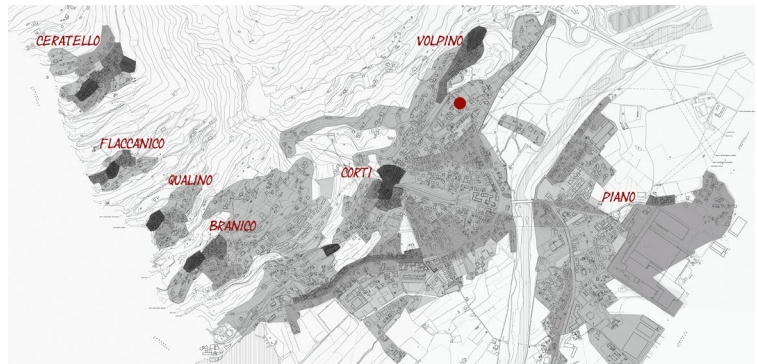 CERATELLO
VOLPINO
FLACCANICO
QUALINO
CORTI
PIANO
BRANICO